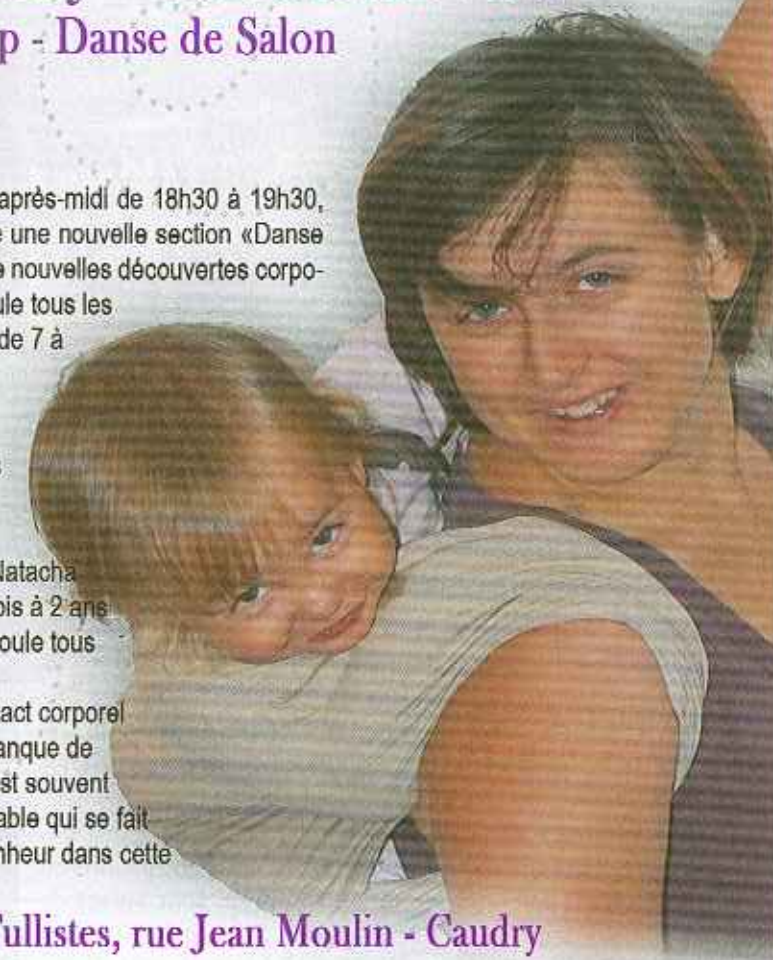 p - Danse de Salon
après-midi de 18h30 à 19h30,
une nouvelle section «Danse
nouvelles découvertes corpo-
ule tous les
de 7 à
Natacha
ois à 2 ans
oule tous
act corporel
anque de
st souvent
able qui se fait
nheur dans cette
Tullistes, rue Jean Moulin - Caudry